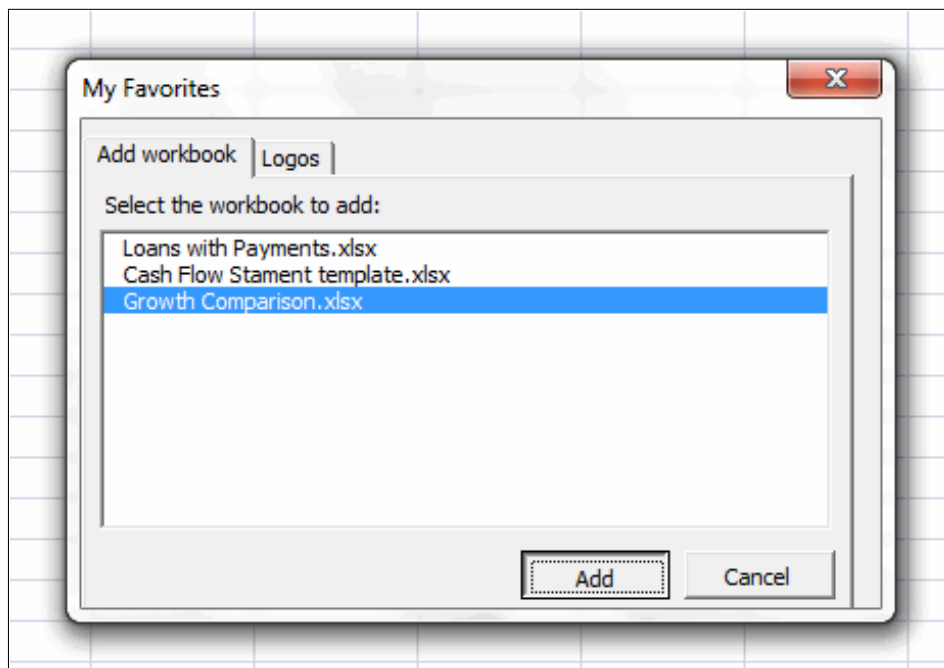 My Favorites
Add workbook
Logos
Select the workbook to add:
Loans with Payments.xlsx
Cash Flow Stament template.xlsx
Growth Comparison.xlsx
Add
Cancel